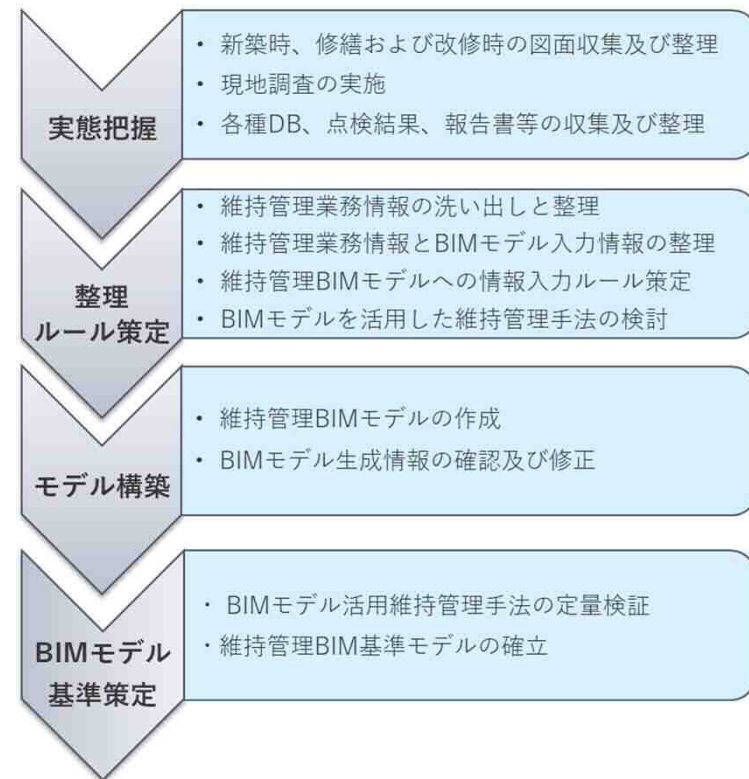 実態把握
・ 新築時、修繕および改修時の図面収集及び整理
・ 現地調査の実施
・ 各種DB、点検結果、報告書等の収集及び整理
整理
ルール策定
・ 維持管理業務情報の洗い出しと整理
・ 維持管理業務情報とBIMモデル入力情報の整理
・ 維持管理BIMモデルへの情報入力ルール策定
・ BIMモデルを活用した維持管理手法の検討
モデル構築
・ 維持管理BIMモデルの作成
・ BIMモデル生成情報の確認及び修正
BIMモデル
基準策定
・ BIMモデル活用維持管理手法の定量検証
・維持管理BIM基準モデルの確立